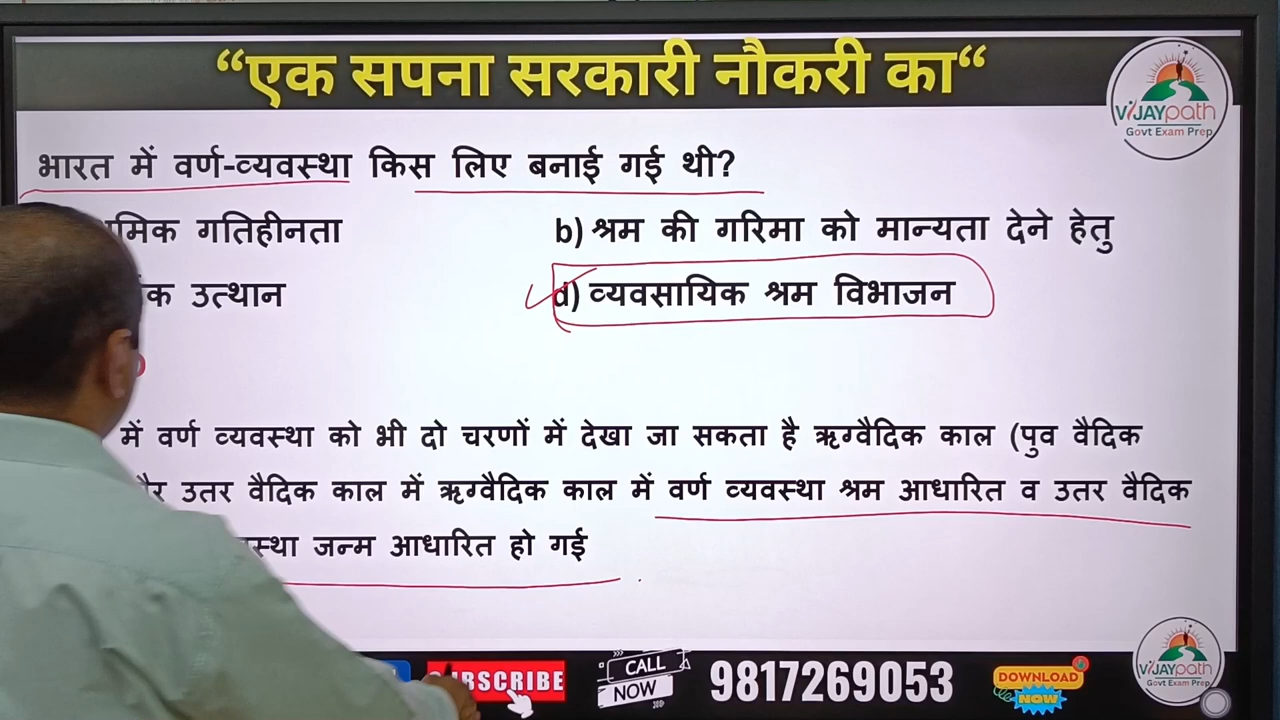 “एक सपना सरकारी नौकरी का“
VIJAYpath
Govt Exam Prep
भारत में वर्ण-व्यवस्था किस लिए बनाई गई थी?
गतिहीनता
b) श्रम की गरिमा को मान्यता देने हेतु
उत्थान
d) व्यवसायिक श्रम विभाजन
में वर्ण व्यवस्था को भी दो चरणों में देखा जा सकता है ऋग्वैदिक काल (पुव वैदिक
उतर वैदिक काल में ऋग्वैदिक काल में वर्ण व्यवस्था श्रम आधारित व उतर वैदिक
जन्म आधारित हो गई
SUBSCRIBE
CALL
NOW
9817269053
DOWNLOAD
NOW
VIJAYpath
Govt Exam Prep